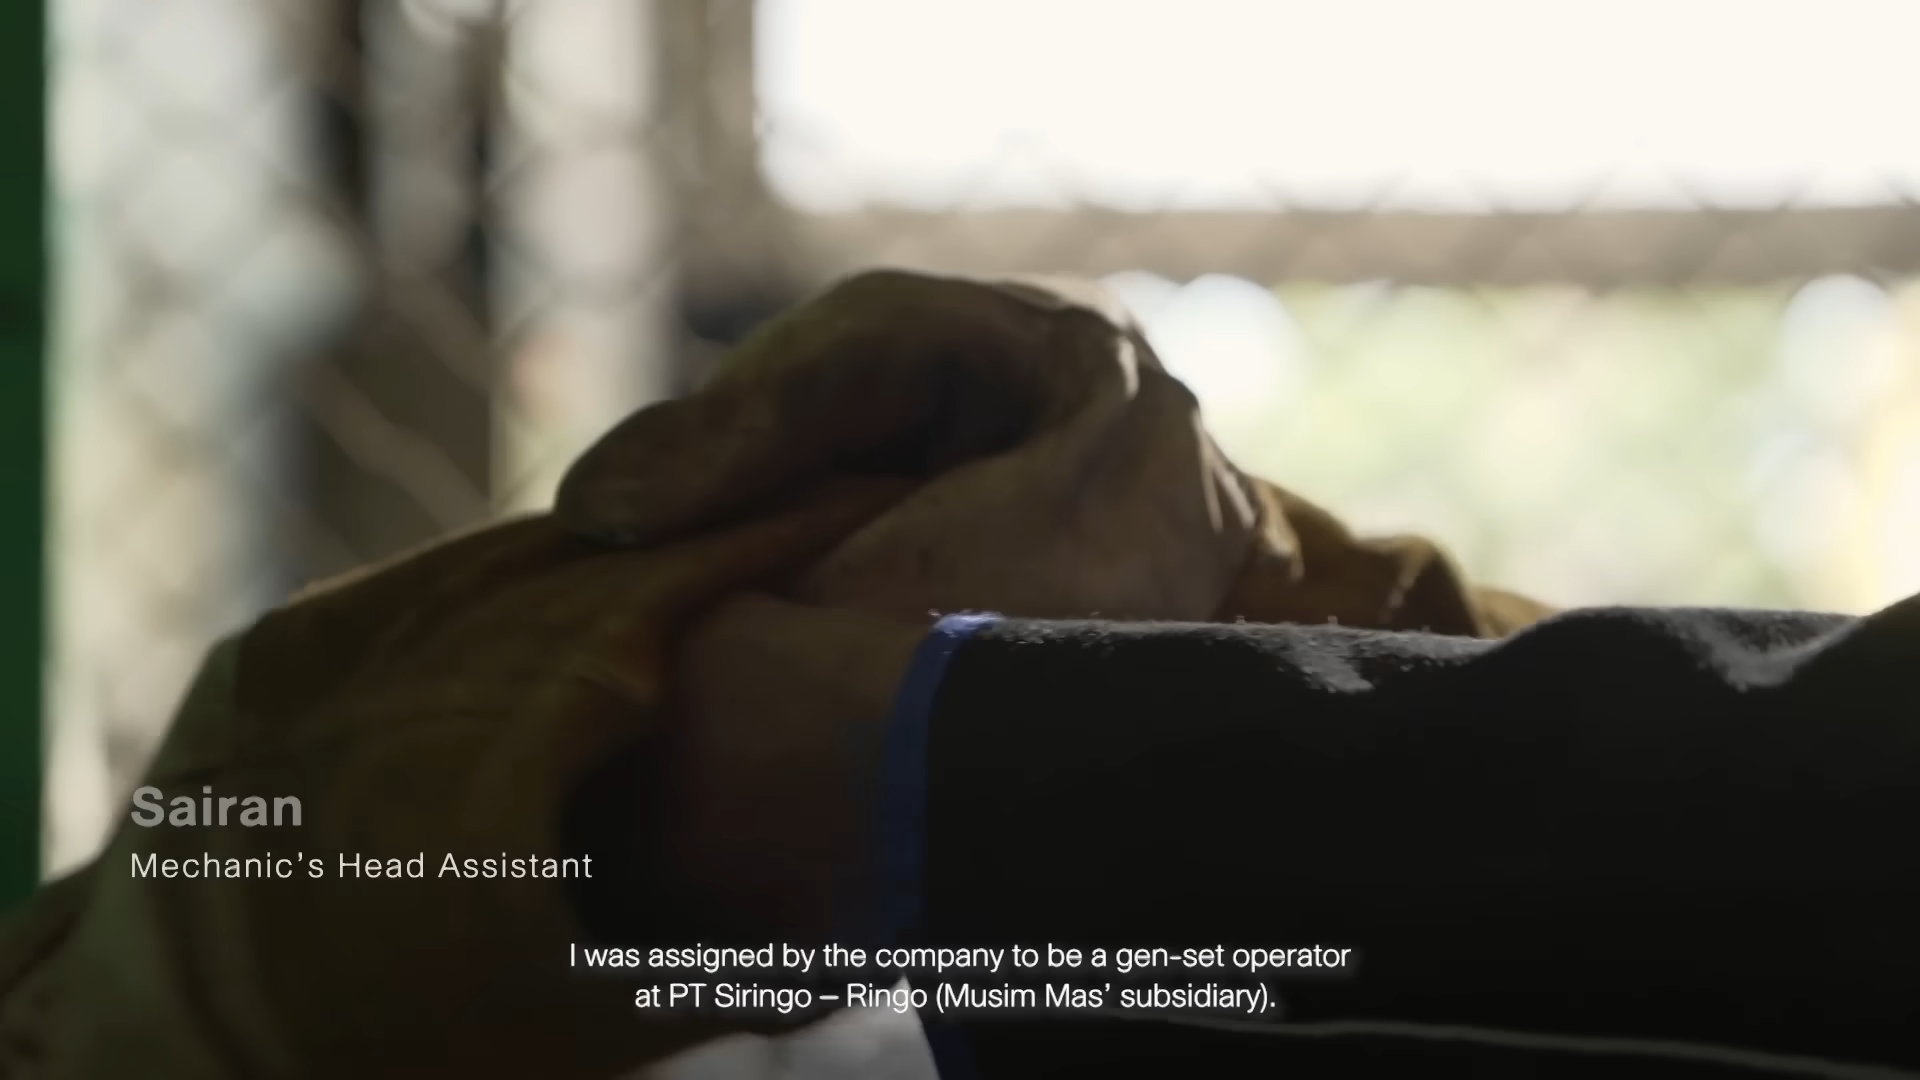 Sairan
Mechanic’s Head Assistant
I was assigned by the company to be a gen-set operator
at PT Siringo – Ringo (Musim Mas’ subsidiary).